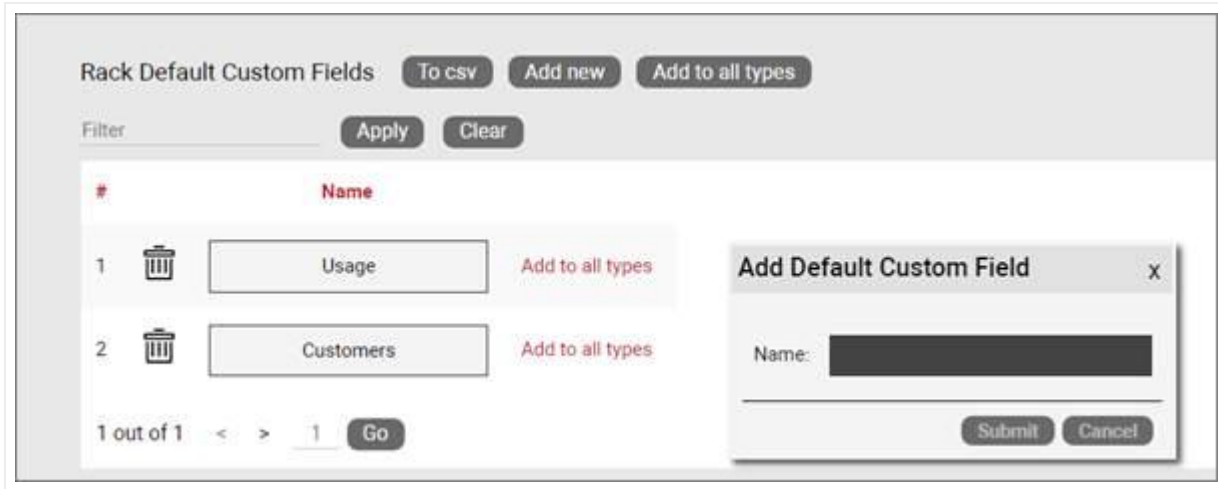 Rack Default Custom Fields To csv Add new Add to all types
Filter Apply Clear
# Name
1 Usage Add to all types
2 Customers Add to all types
1 out of 1 < > 1 Go
Add Default Custom Field x
Name:
Submit Cancel